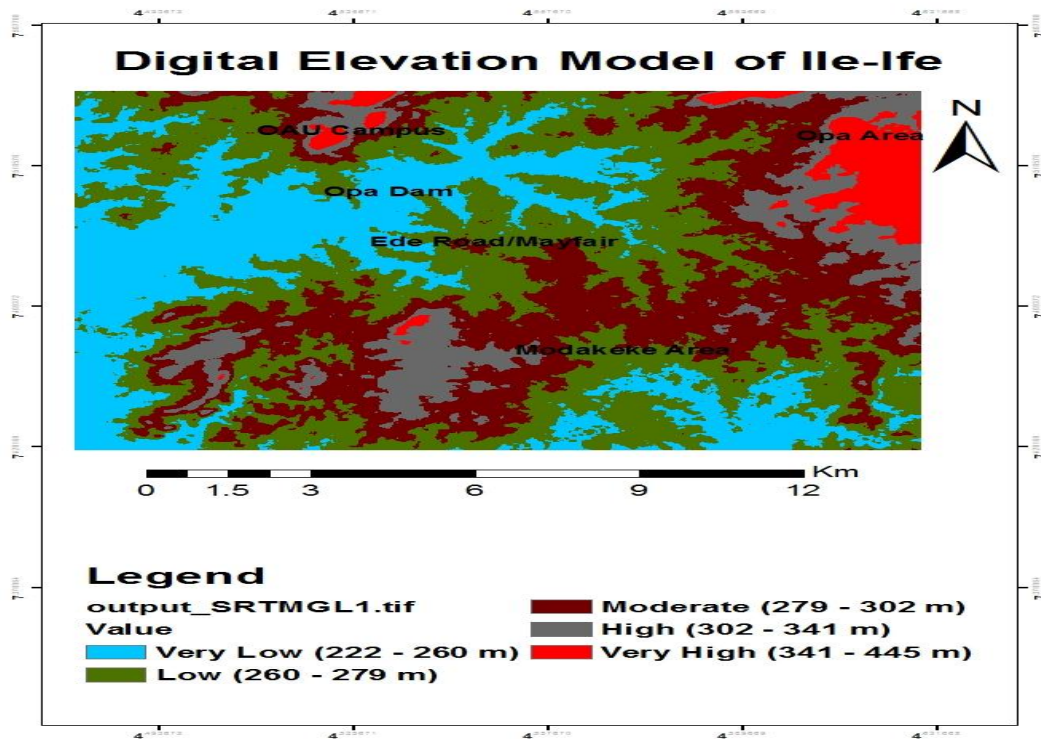 Digital Elevation Model of Ile-Ife
N
OAU Campus
Opa Area
Opa Dam
Ede Road/Mayfair
Modakeke Area
0 1.5 3 6 9 12 Km
Legend
output_SRTMGL1.tif
Value
Very Low (222 - 260 m)
Low (260 - 279 m)
Moderate (279 - 302 m)
High (302 - 341 m)
Very High (341 - 445 m)